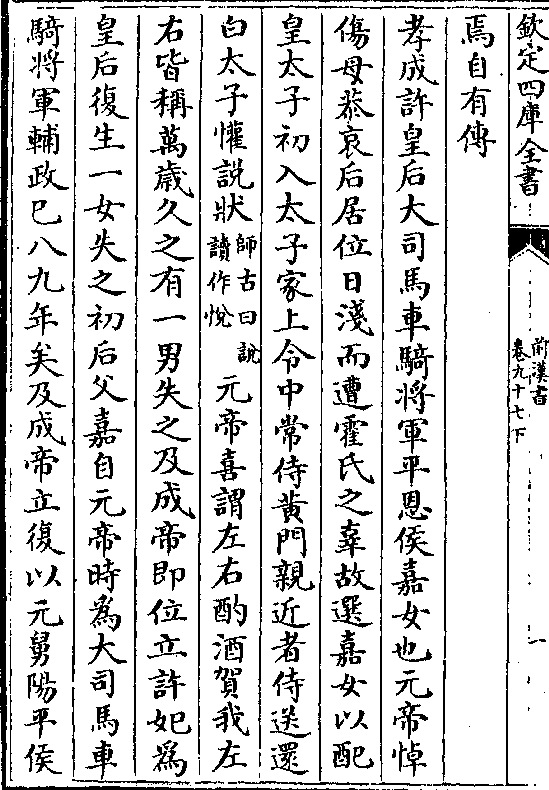 欽定四庫全書
前漢書
卷九十七下
一
焉自有傳
孝成許皇后大司馬車騎將軍平恩侯嘉女也元帝悼
傷母恭哀后居位日淺而遭霍氏之辜故選嘉女以配
皇太子初入太子家上令中常侍黄門親近者侍送還
白太子懽說狀師古曰說讀作悅元帝喜謂左右酌酒賀我左
右皆稱萬歲久之有一男失之及成帝即位立許妃為
皇后復生一女失之初后父嘉自元帝時為大司馬車
騎將軍輔政已八九年矣及成帝立復以元舅陽平侯